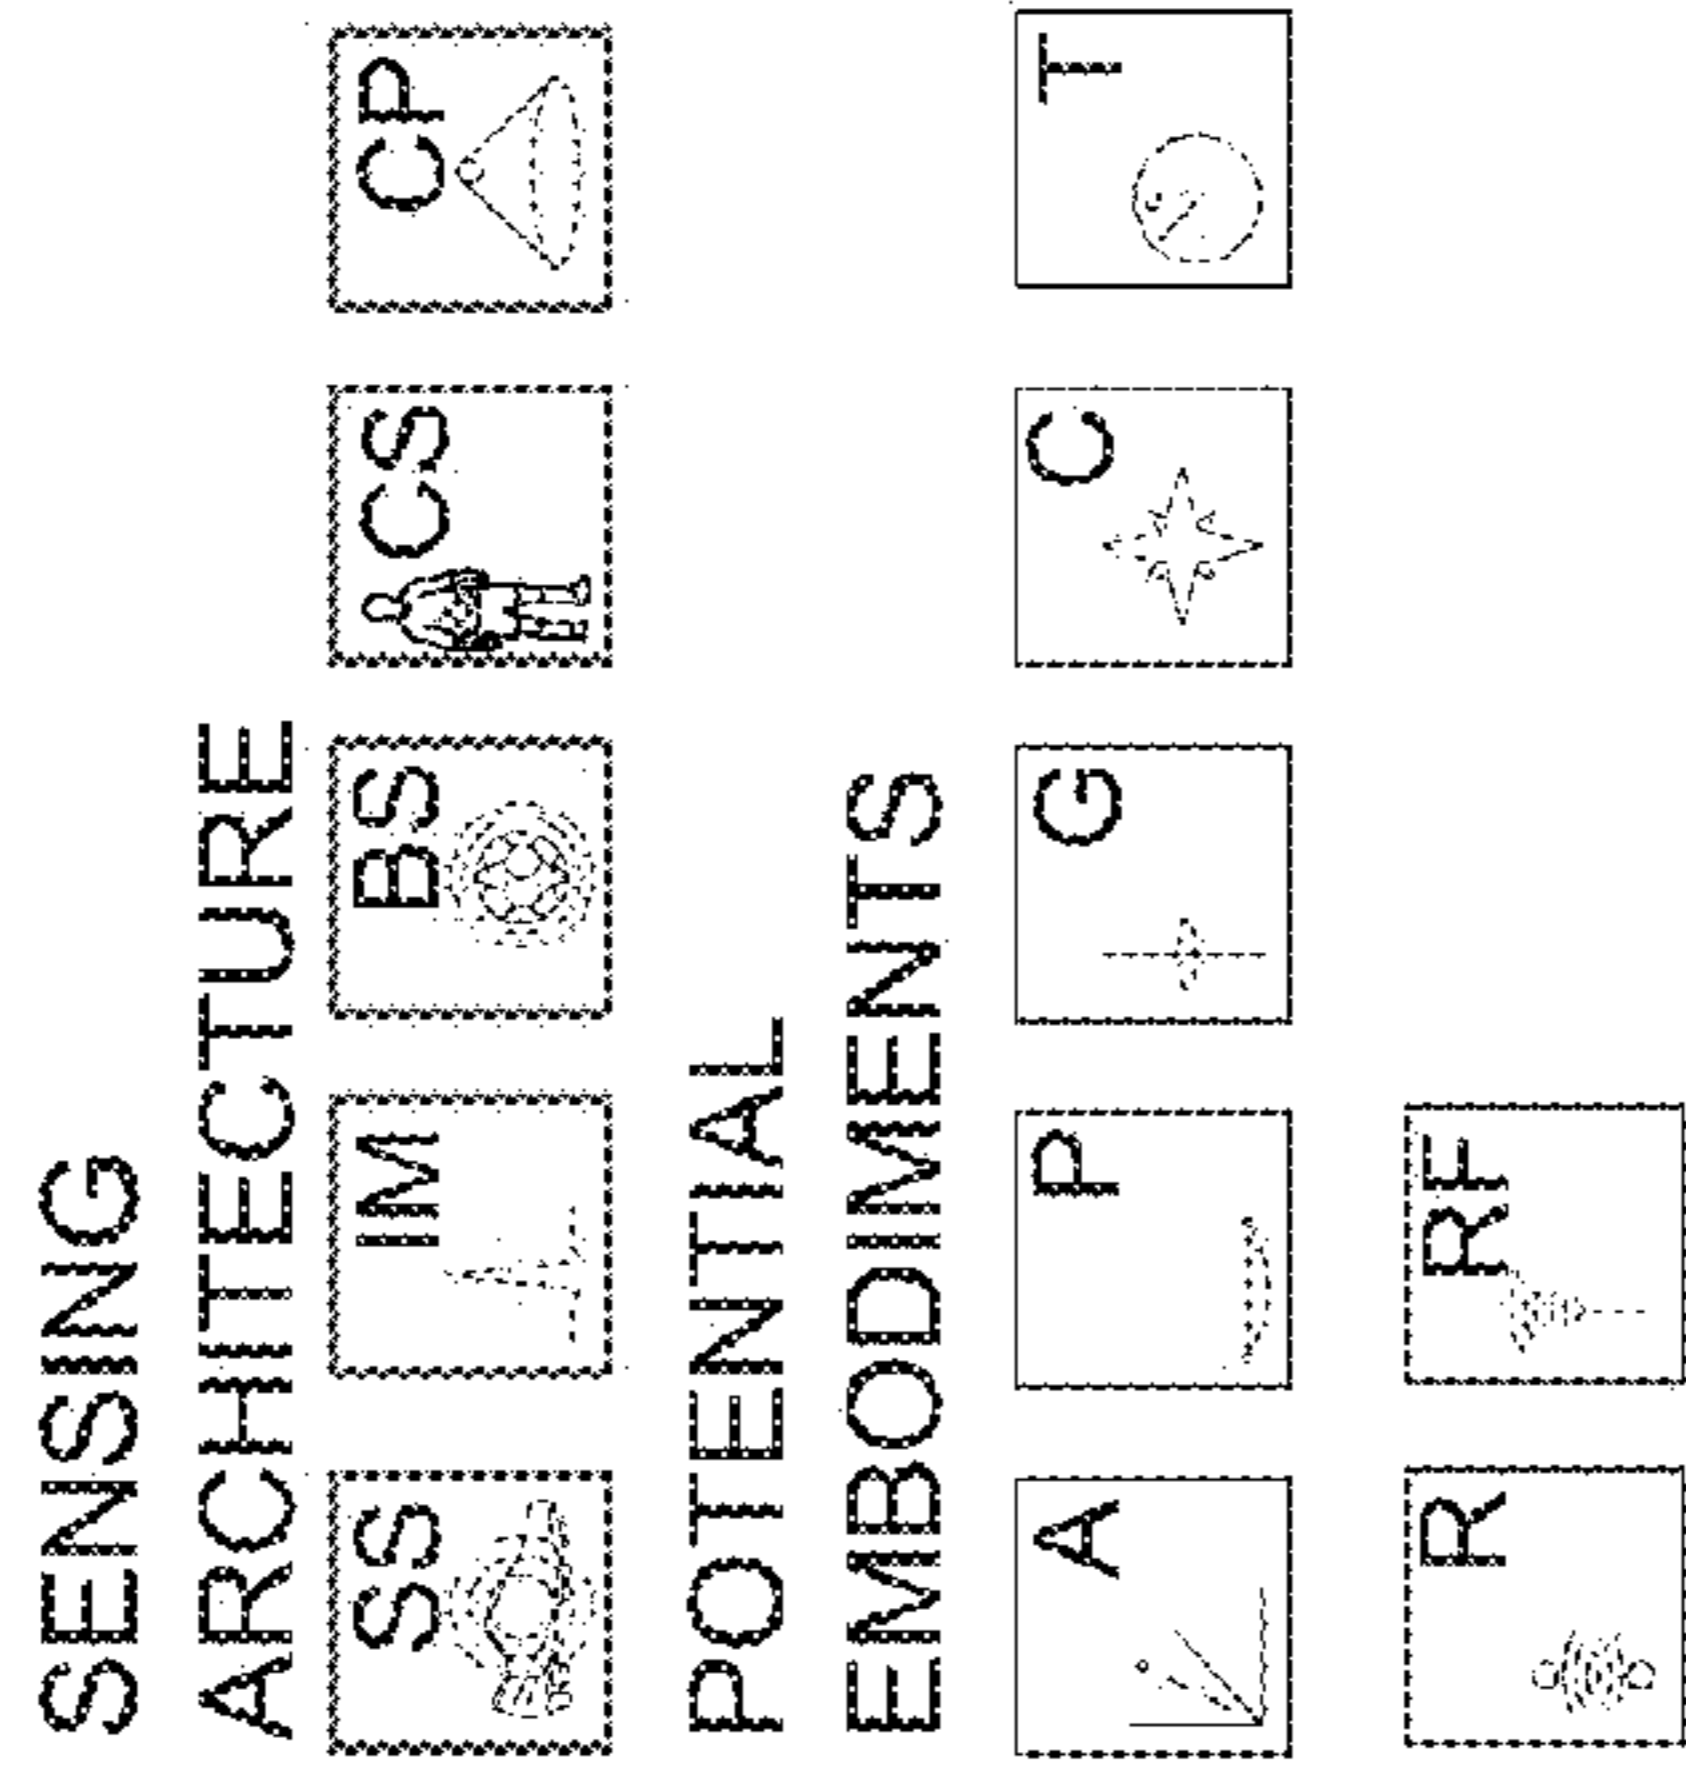 SENSING
ARCHITECTURE
SS IM BS CS CP
POTENTIAL
EMBODIMENTS
A P G C T
R RF